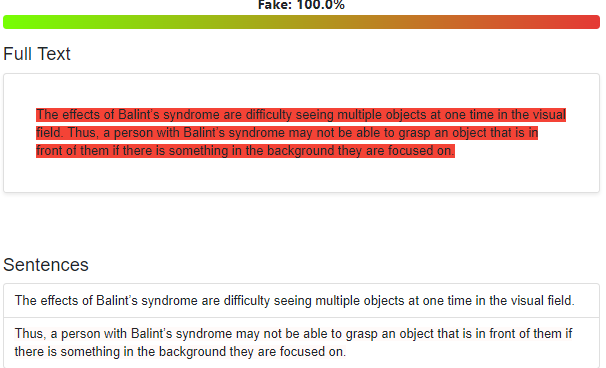 Fake: 100.0%
Full Text
The effects of Balint's syndrome are difficulty seeing multiple objects at one time in the visual
field. Thus, a person with Balint's syndrome may not be able to grasp an object that is in
front of them if there is something in the background they are focused on.
Sentences
The effects of Balint's syndrome are difficulty seeing multiple objects at one time in the visual field.
Thus, a person with Balint's syndrome may not be able to grasp an object that is in front of them if
there is something in the background they are focused on.